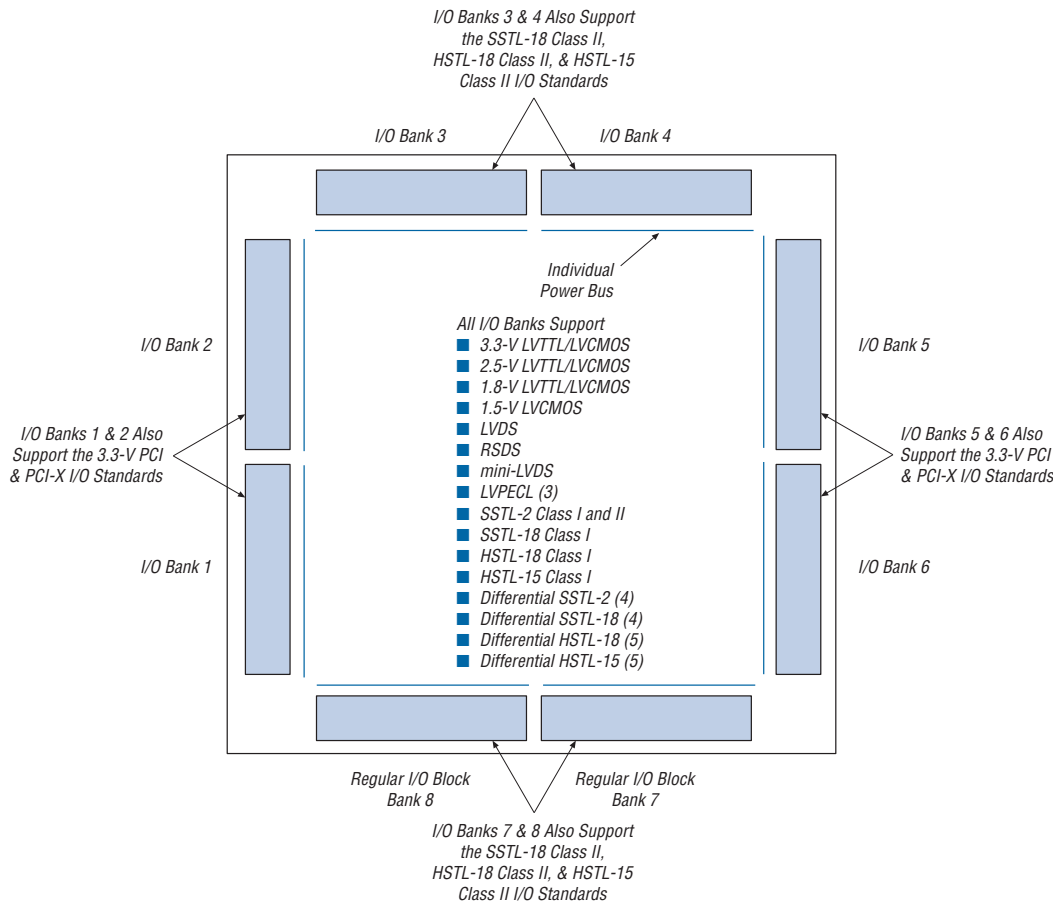 I/O Banks 3 & 4 Also Support
the SSTL-18 Class II,
HSTL-18 Class II, & HSTL-15
Class II I/O Standards
I/O Bank 3
I/O Bank 4
Individual
Power Bus
I/O Bank 2
I/O Bank 5
All I/O Banks Support
■ 3.3-V LVTTL/LVCMOS
■ 2.5-V LVTTL/LVCMOS
■ 1.8-V LVTTL/LVCMOS
■ 1.5-V LVCMOS
■ LVDS
■ RSDS
■ mini-LVDS
■ LVPECL (3)
■ SSTL-2 Class I and II
■ SSTL-18 Class I
■ HSTL-18 Class I
■ HSTL-15 Class I
■ Differential SSTL-2 (4)
■ Differential SSTL-18 (4)
■ Differential HSTL-18 (5)
■ Differential HSTL-15 (5)
I/O Banks 1 & 2 Also
Support the 3.3-V PCI
& PCI-X I/O Standards
I/O Banks 5 & 6 Also
Support the 3.3-V PCI
& PCI-X I/O Standards
I/O Bank 1
I/O Bank 6
Regular I/O Block
Bank 8
Regular I/O Block
Bank 7
I/O Banks 7 & 8 Also Support
the SSTL-18 Class II,
HSTL-18 Class II, & HSTL-15
Class II I/O Standards